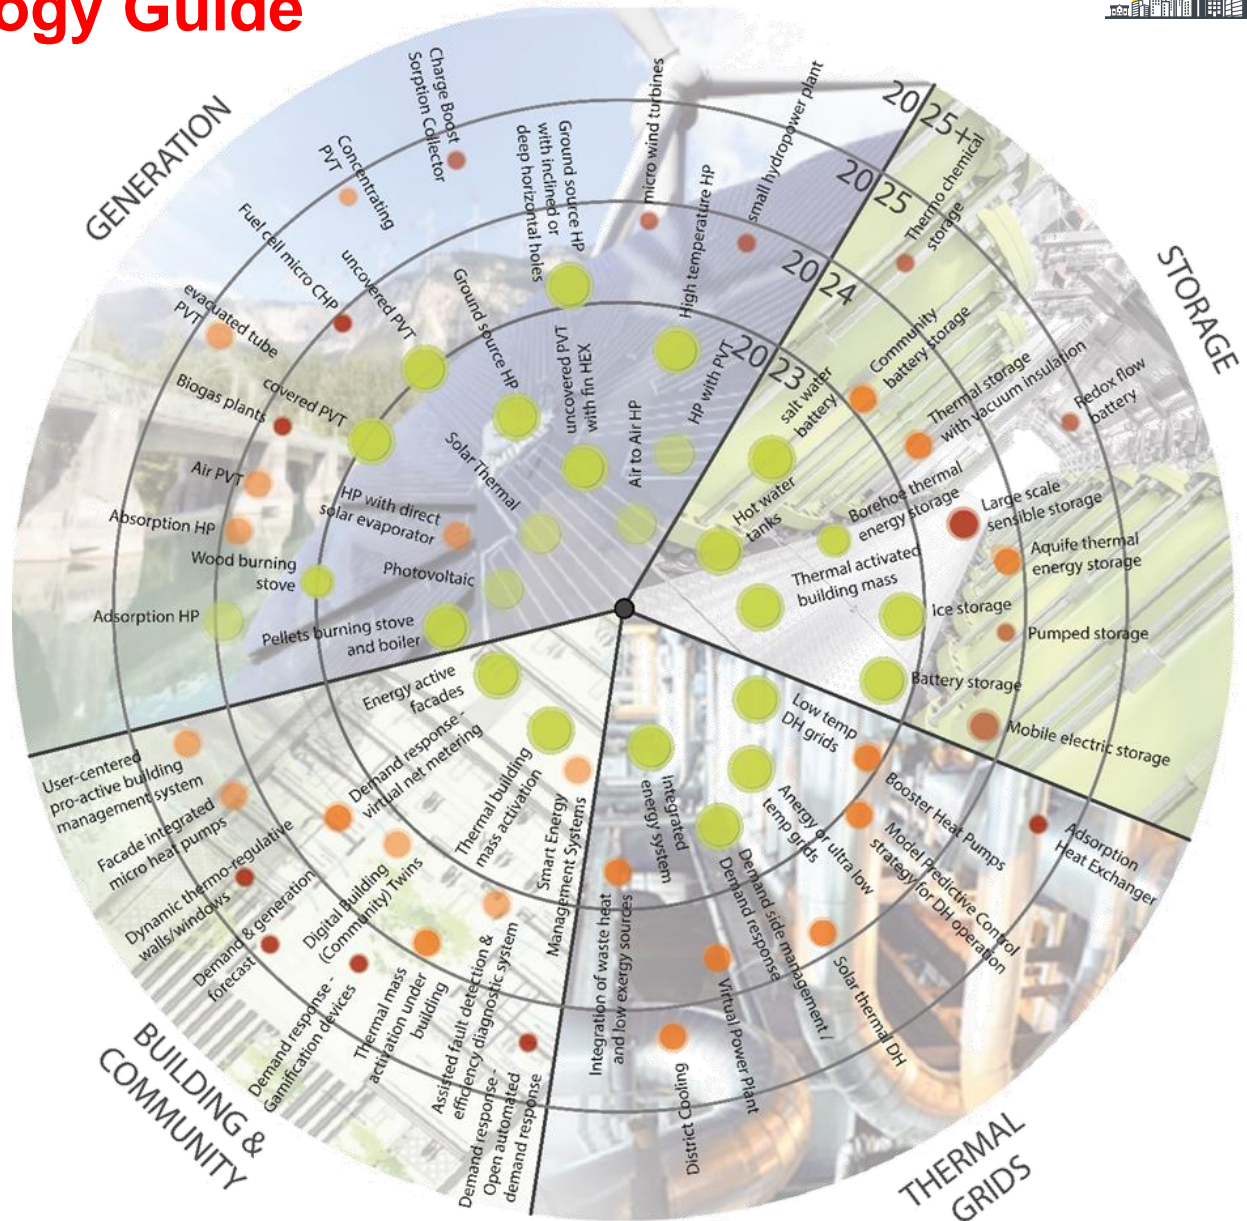 ogy Guide
GENERATION
Charge Boost
Sorption Collector
Concentrating
PVT
Ground source HP
with inclined or
deep horizontal holes
micro wind turbines
small hydropower plant
High temperature HP
Fuel cell micro CHP
uncovered PVT
Ground source HP
evacuated tube
PVT
Biogas plants
covered PVT
uncovered PVT
with fin HEX
Air to Air HP
HP with PVT
Solar Thermal
Air PVT
HP with direct
solar evaporator
Absorption HP
Wood burning
stove
Photovoltaic
Adsorption HP
Pellets burning stove
and boiler
2025+
2025
2024
2023
STORAGE
Thermo chemical
storage
Community
battery storage
Thermal storage
with vacuum insulation
Redox flow
battery
salt water
battery
Hot water
tanks
Borehoe thermal
energy storage
Large scale
sensible storage
Aquife thermal
energy storage
Thermal activated
building mass
Ice storage
Pumped storage
Battery storage
Mobile electric storage
Energy active
facades
Demand response -
virtual net metering
Thermal building
mass activation
Smart Energy
Management Systems
User-centered
pro-active building
management system
Facade integrated
micro heat pumps
Dynamic thermo-regulative
walls/windows
Demand & generation
forecast
Digital Building
(Community) Twins
Demand response -
Gamification devices
Thermal mass
activation under
building
Assisted fault detection &
efficiency diagnostic system
Demand response -
Open automated
demand response
BUILDING &
COMMUNITY
Low temp
DH grids
Integrated
energy system
Anergy or ultra low
temp grids
Booster Heat Pumps
Adsorption
Heat Exchanger
Model Predictive Control
strategy for DH operation
Demand side management /
Demand response
Integration of waste heat
and low exergy sources
Solar thermal DH
Virtual Power Plant
District Cooling
THERMAL
GRIDS